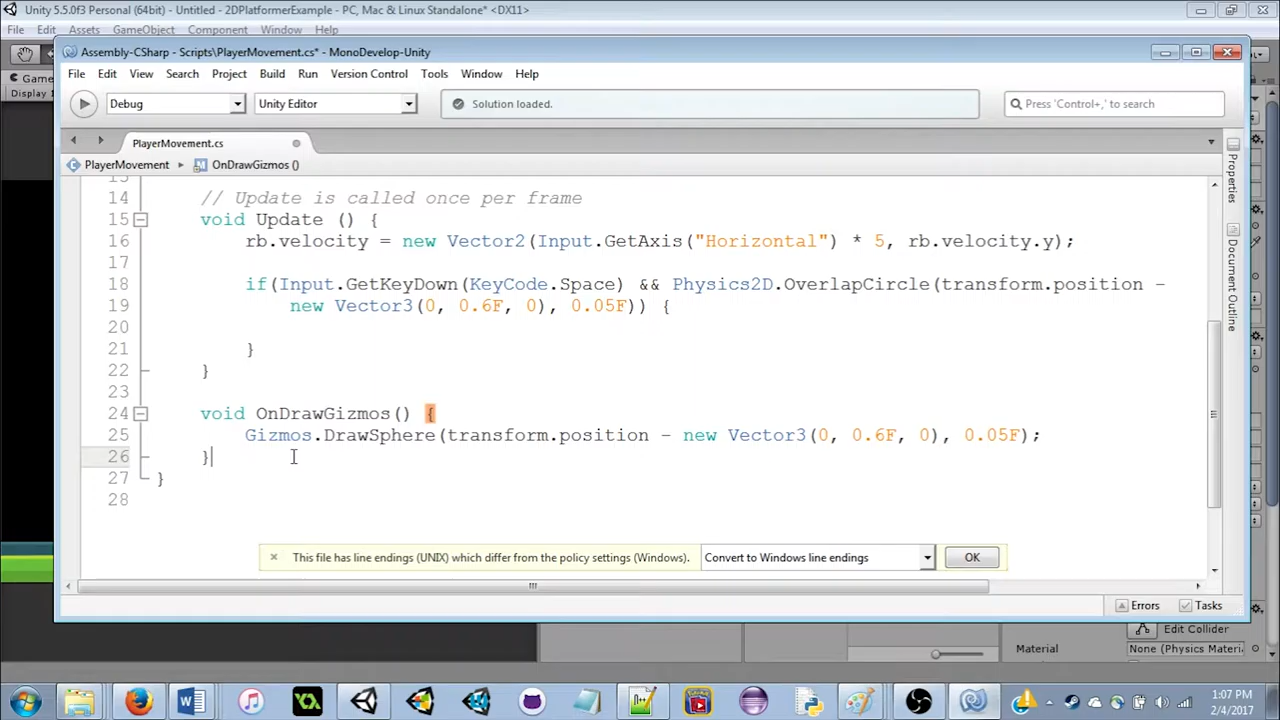 Unity 5.5.0f3 Personal (64bit) - Untitled - 2DPlatformerExample - PC, Mac & Linux Standalone* <DX11>
File Edit Assets GameObject Component Window Help
Assembly-CSharp - Scripts\PlayerMovement.cs* - MonoDevelop-Unity
Game
File Edit View Search Project Build Run Version Control Tools Window Help
Display 1
Debug
Unity Editor
Solution loaded.
Press 'Control+,' to search
PlayerMovement.cs
PlayerMovement
OnDrawGizmos ()
Properties
Document Outline
13
14 // Update is called once per frame
15 void Update () {
16 rb.velocity = new Vector2(Input.GetAxis("Horizontal") * 5, rb.velocity.y);
17
18 if(Input.GetKeyDown(KeyCode.Space) && Physics2D.OverlapCircle(transform.position -
19 new Vector3(0, 0.6F, 0), 0.05F)) {
20
21 }
22 }
23
24 void OnDrawGizmos() {
25 Gizmos.DrawSphere(transform.position - new Vector3(0, 0.6F, 0), 0.05F);
26 }
27 }
28
This file has line endings (UNIX) which differ from the policy settings (Windows).
Convert to Windows line endings
OK
Errors
Tasks
Edit Collider
Material
None (Physics Materi
1:07 PM
2/4/2017